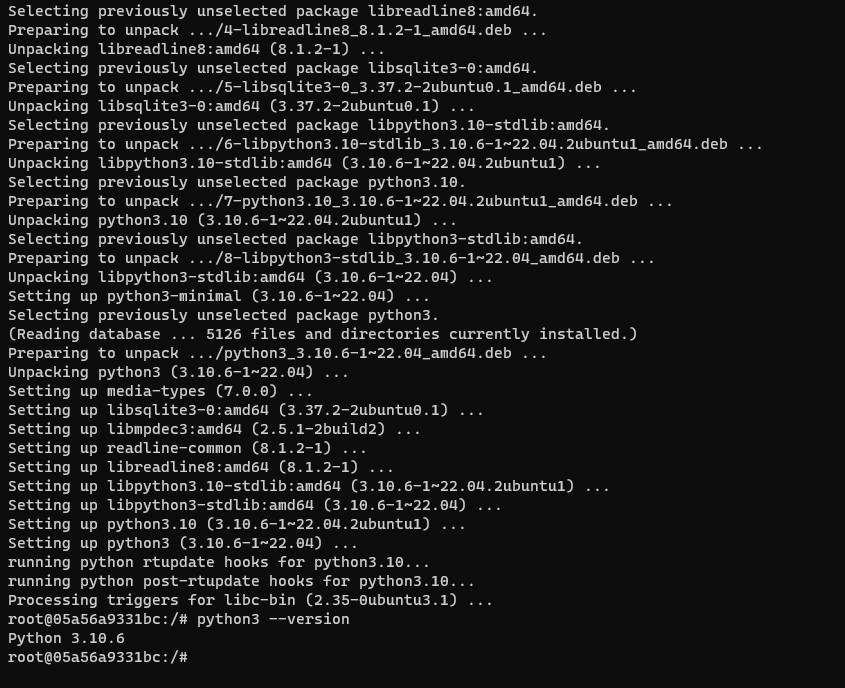 Selecting previously unselected package libreadline8:amd64.
Preparing to unpack .../4-libreadline8_8.1.2-1_amd64.deb ...
Unpacking libreadline8:amd64 (8.1.2-1) ...
Selecting previously unselected package libsqlite3-0:amd64.
Preparing to unpack .../5-libsqlite3-0_3.37.2-2ubuntu0.1_amd64.deb ...
Unpacking libsqlite3-0:amd64 (3.37.2-2ubuntu0.1) ...
Selecting previously unselected package libpython3.10-stdlib:amd64.
Preparing to unpack .../6-libpython3.10-stdlib_3.10.6-1~22.04.2ubuntu1_amd64.deb ...
Unpacking libpython3.10-stdlib:amd64 (3.10.6-1~22.04.2ubuntu1) ...
Selecting previously unselected package python3.10.
Preparing to unpack .../7-python3.10_3.10.6-1~22.04.2ubuntu1_amd64.deb ...
Unpacking python3.10 (3.10.6-1~22.04.2ubuntu1) ...
Selecting previously unselected package libpython3-stdlib:amd64.
Preparing to unpack .../8-libpython3-stdlib_3.10.6-1~22.04_amd64.deb ...
Unpacking libpython3-stdlib:amd64 (3.10.6-1~22.04) ...
Setting up python3-minimal (3.10.6-1~22.04) ...
Selecting previously unselected package python3.
(Reading database ... 5126 files and directories currently installed.)
Preparing to unpack .../python3_3.10.6-1~22.04_amd64.deb ...
Unpacking python3 (3.10.6-1~22.04) ...
Setting up media-types (7.0.0) ...
Setting up libsqlite3-0:amd64 (3.37.2-2ubuntu0.1) ...
Setting up libmpdec3:amd64 (2.5.1-2build2) ...
Setting up readline-common (8.1.2-1) ...
Setting up libreadline8:amd64 (8.1.2-1) ...
Setting up libpython3.10-stdlib:amd64 (3.10.6-1~22.04.2ubuntu1) ...
Setting up libpython3-stdlib:amd64 (3.10.6-1~22.04) ...
Setting up python3.10 (3.10.6-1~22.04.2ubuntu1) ...
Setting up python3 (3.10.6-1~22.04) ...
running python rtupdate hooks for python3.10...
running python post-rtupdate hooks for python3.10...
Processing triggers for libc-bin (2.35-0ubuntu3.1) ...
root@05a56a9331bc:/# python3 --version
Python 3.10.6
root@05a56a9331bc:/#